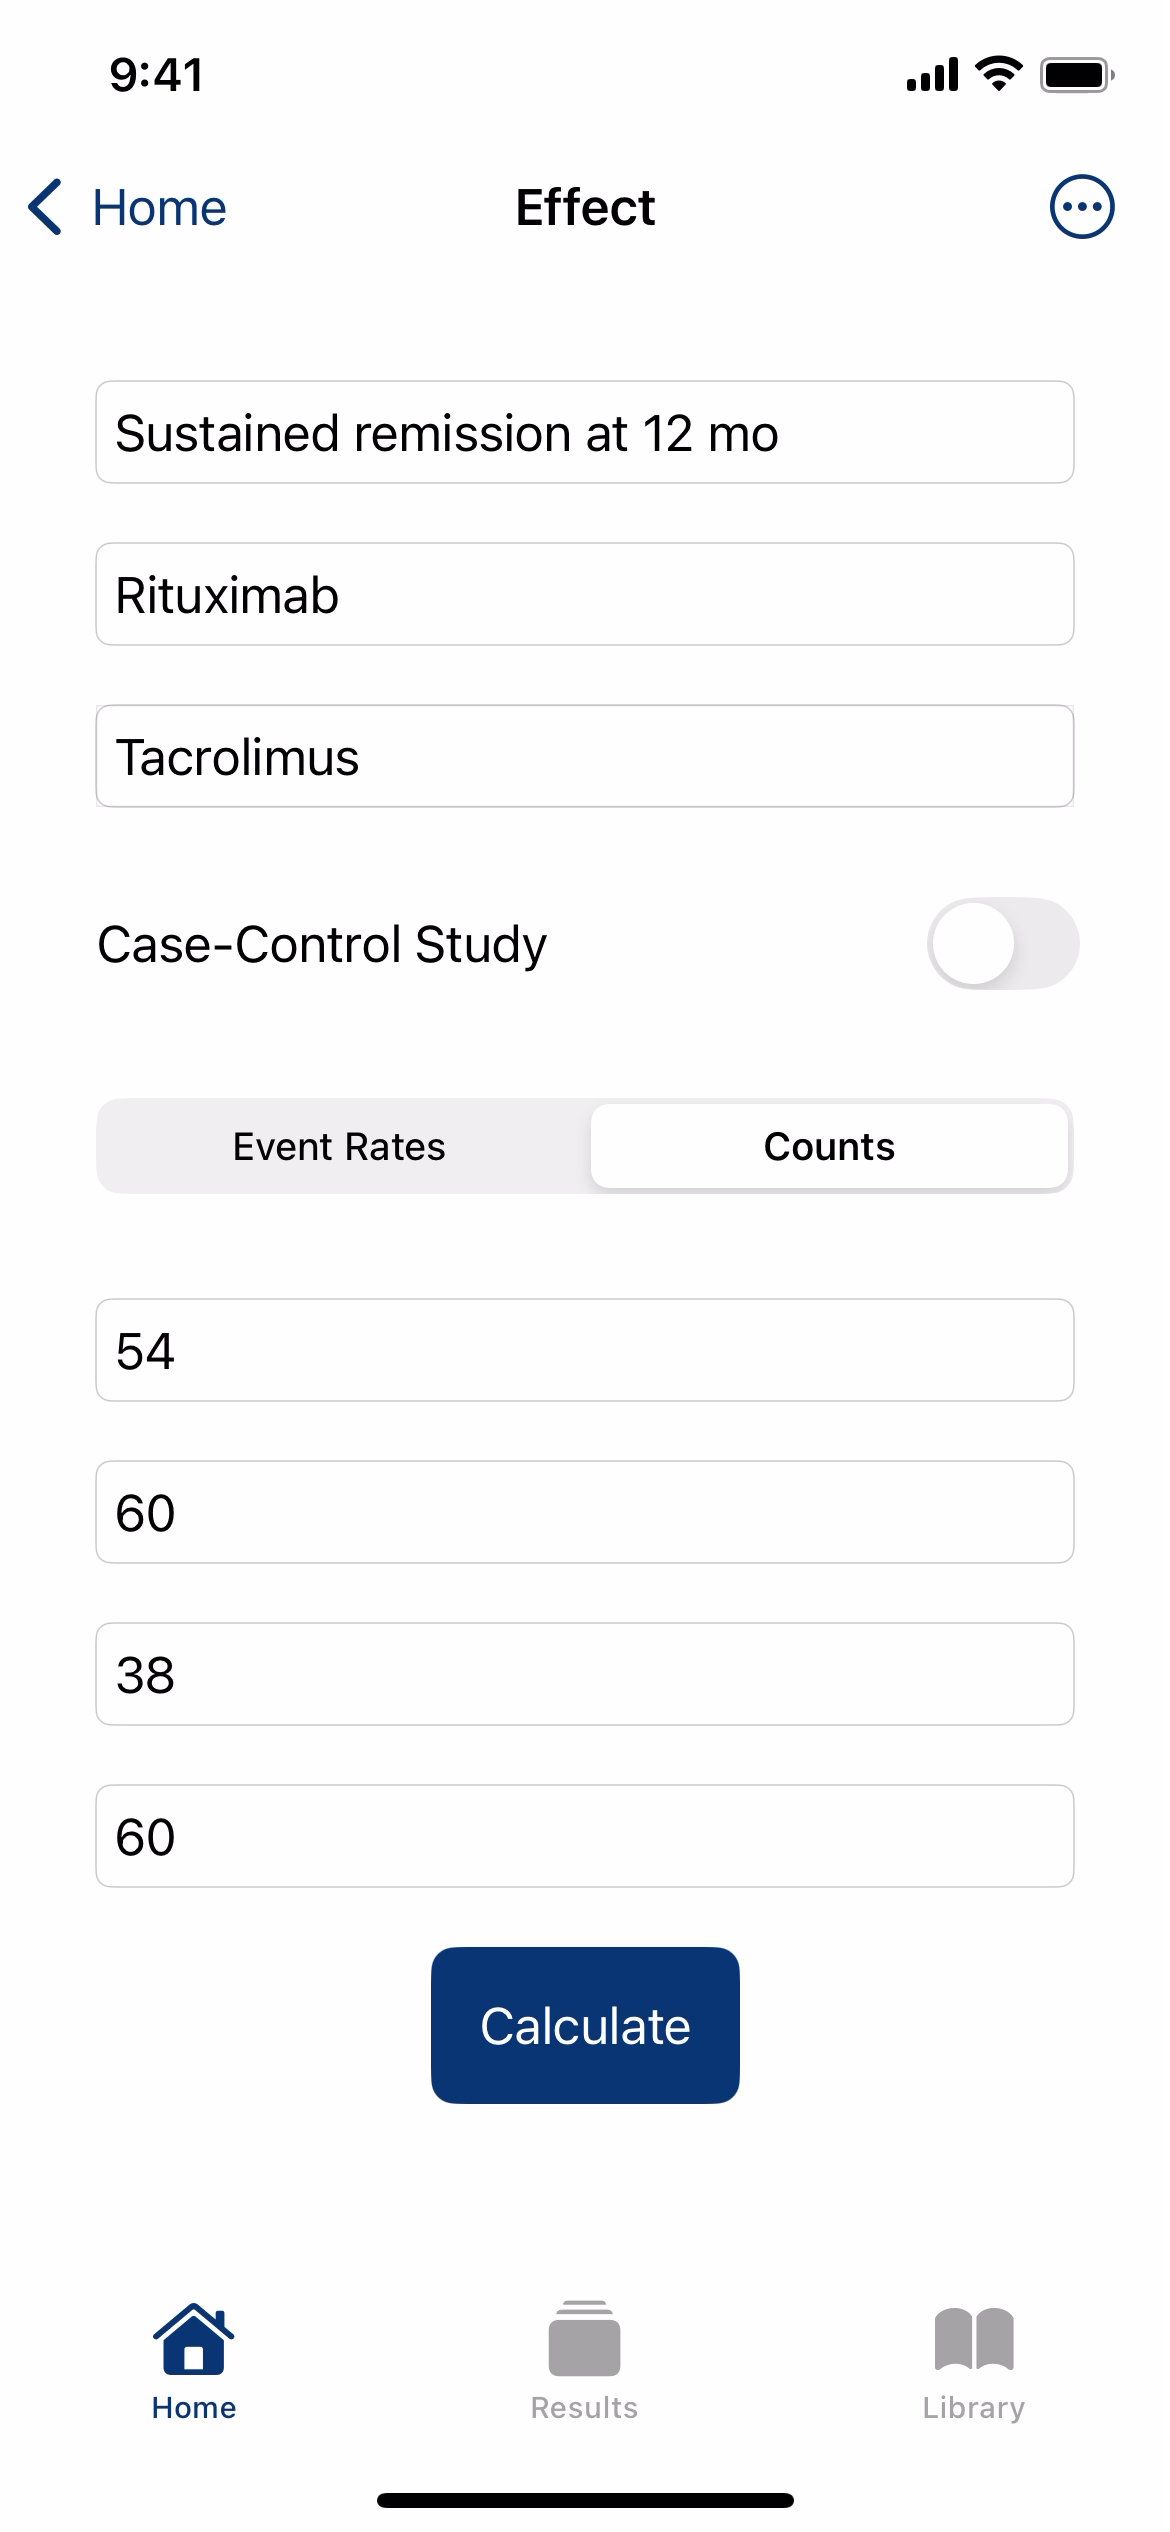 9:41
Home
Effect
Sustained remission at 12 mo
Rituximab
Tacrolimus
Case-Control Study
Event Rates
Counts
54
60
38
60
Calculate
Home
Results
Library